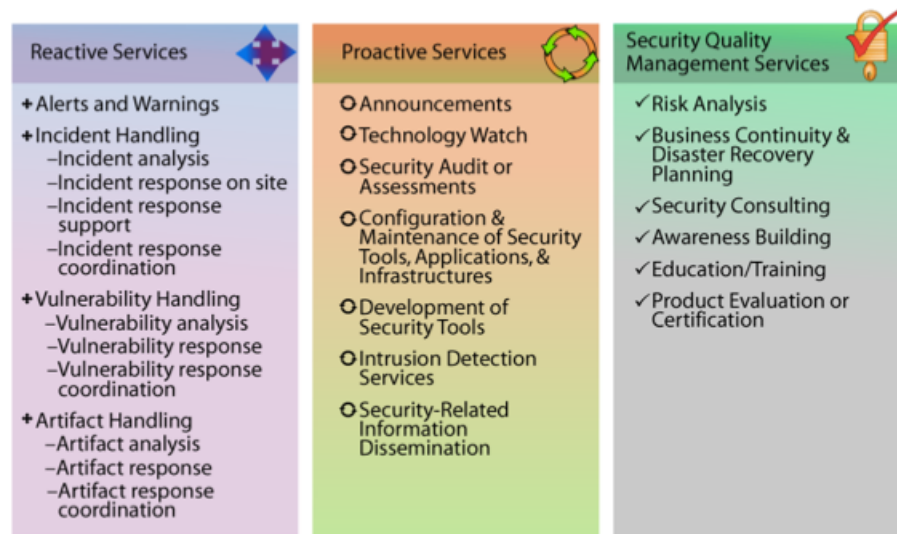 Reactive Services
+Alerts and Warnings
+Incident Handling
–Incident analysis
–Incident response on site
–Incident response
support
–Incident response
coordination
+Vulnerability Handling
–Vulnerability analysis
–Vulnerability response
–Vulnerability response
coordination
+Artifact Handling
–Artifact analysis
–Artifact response
–Artifact response
coordination
Proactive Services
Announcements
Technology Watch
Security Audit or
Assessments
Configuration &
Maintenance of Security
Tools, Applications, &
Infrastructures
Development of
Security Tools
Intrusion Detection
Services
Security-Related
Information
Dissemination
Security Quality
Management Services
✓Risk Analysis
✓Business Continuity &
Disaster Recovery
Planning
✓Security Consulting
✓Awareness Building
✓Education/Training
✓Product Evaluation or
Certification